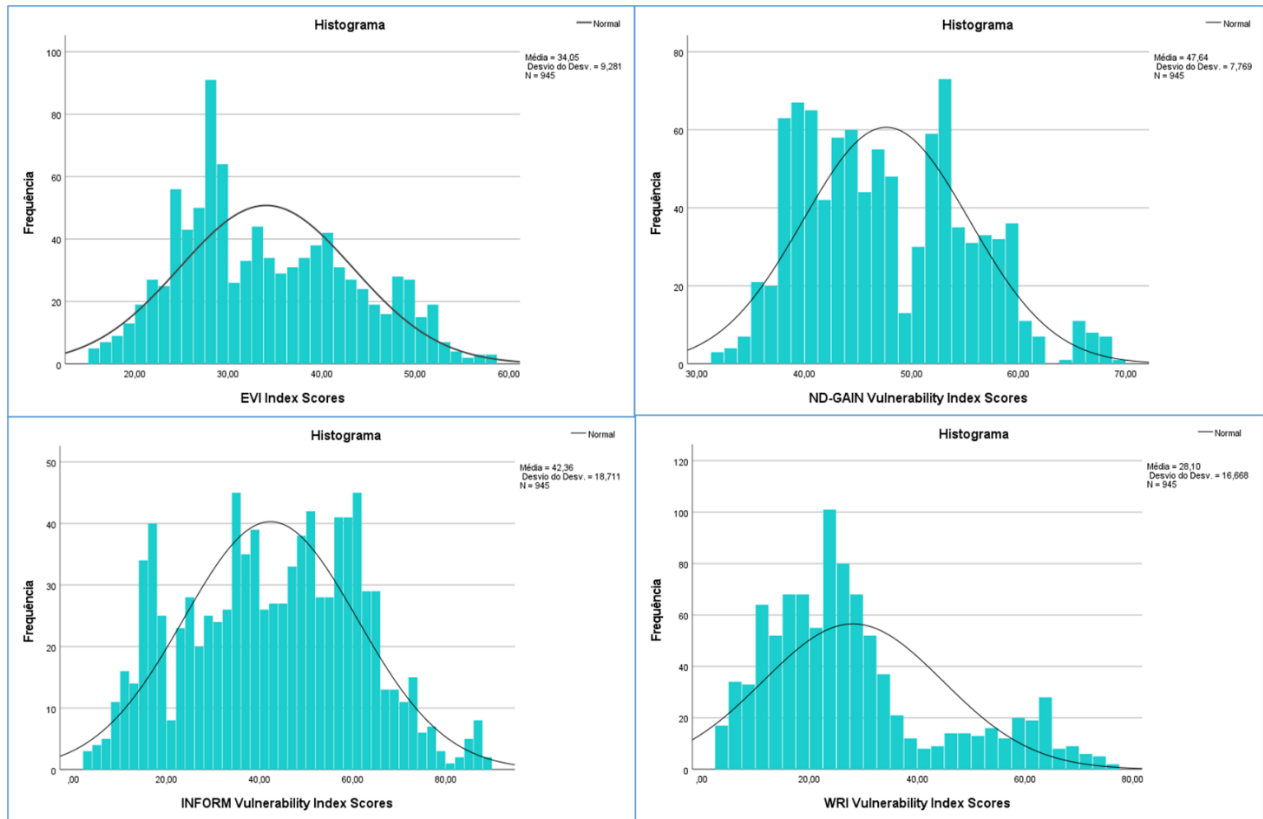 Histograma
Normal
Média = 34,05
Desvio do Desv. = 9,281
N = 945
100
80
60
40
20
0
Frequência
20,00 30,00 40,00 50,00 60,00
EVI Index Scores
Histograma
Normal
Média = 47,64
Desvio do Desv. = 7,769
N = 945
80
60
40
20
0
Frequência
30,00 40,00 50,00 60,00 70,00
ND-GAIN Vulnerability Index Scores
Histograma
Normal
Média = 42,36
Desvio do Desv. = 18,711
N = 945
50
40
30
20
10
0
Frequência
,00 20,00 40,00 60,00 80,00
INFORM Vulnerability Index Scores
Histograma
Normal
Média = 28,10
Desvio do Desv. = 16,668
N = 945
120
100
80
60
40
20
0
Frequência
,00 20,00 40,00 60,00 80,00
WRI Vulnerability Index Scores